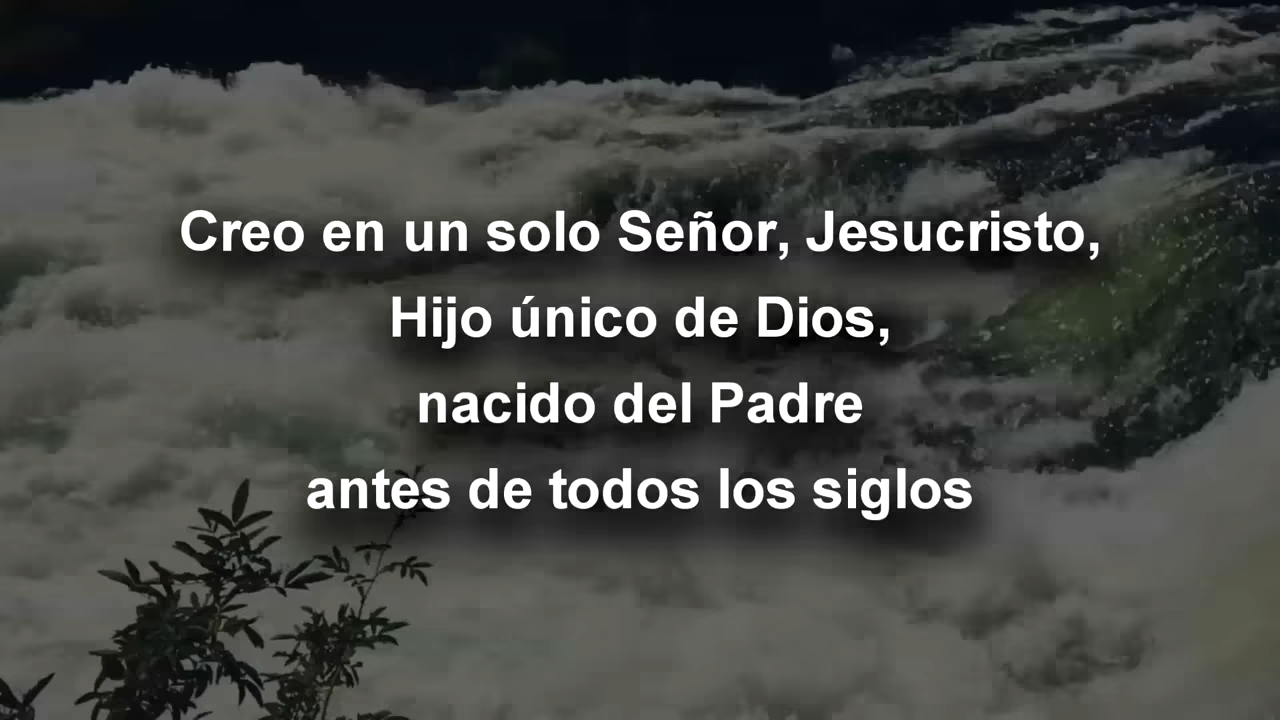 Creo en un solo Señor, Jesucristo,
Hijo único de Dios,
nacido del Padre
antes de todos los siglos